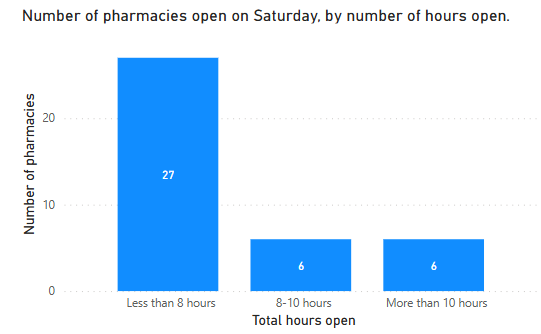 Number of pharmacies open on Saturday, by number of hours open.
Number of pharmacies
20
10
0
27
6
6
Less than 8 hours
8-10 hours
More than 10 hours
Total hours open